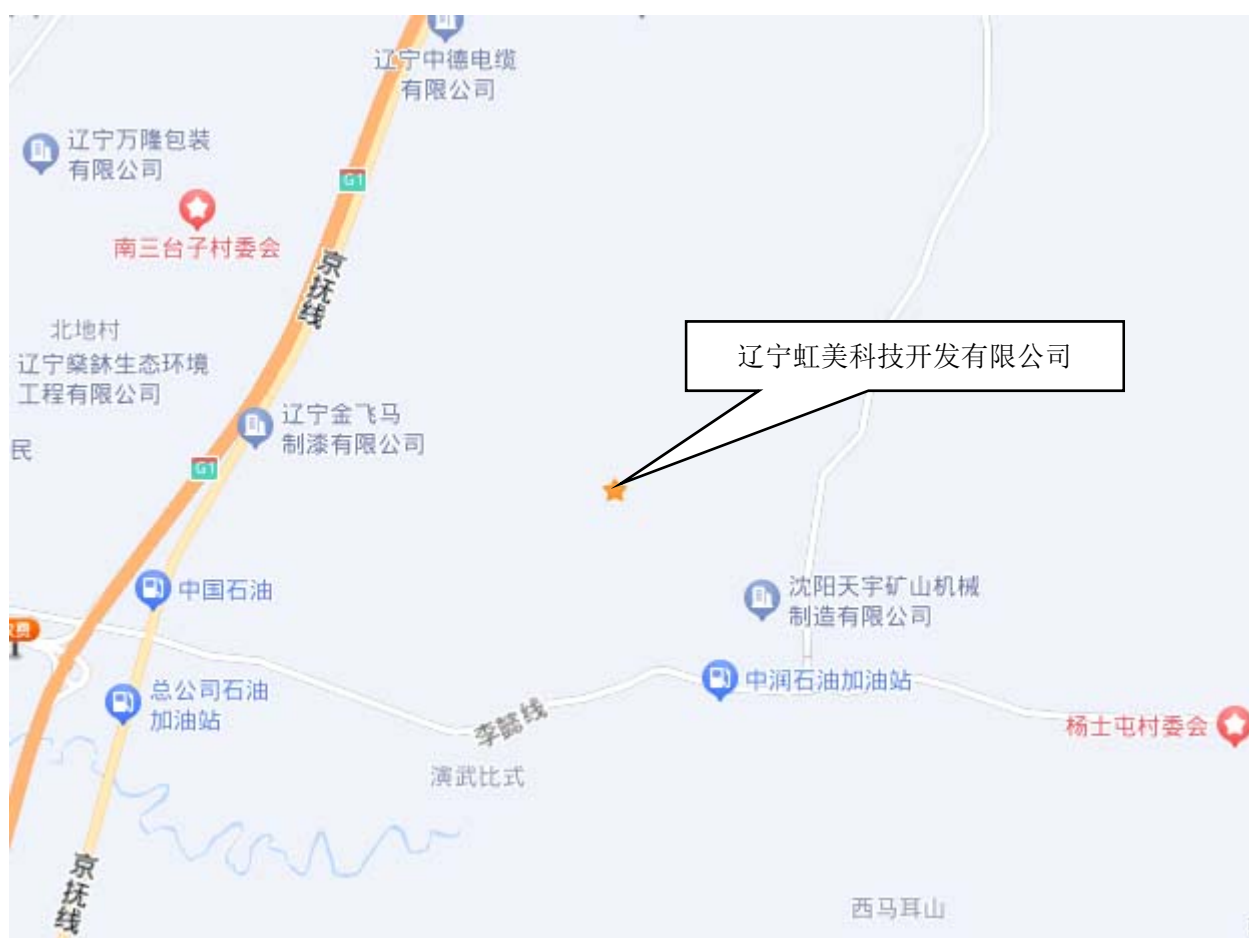 辽宁中德电缆
有限公司
辽宁万隆包装
有限公司
G1
南三台子村委会
京抚线
北地村
辽宁燊鉢生态环境
工程有限公司
辽宁虹美科技开发有限公司
辽宁金飞马
制漆有限公司
民
G1
中国石油
沈阳天宇矿山机械
制造有限公司
费
总公司石油
加油站
中润石油加油站
李懿线
杨士屯村委会
演武比式
京抚线
西马耳山